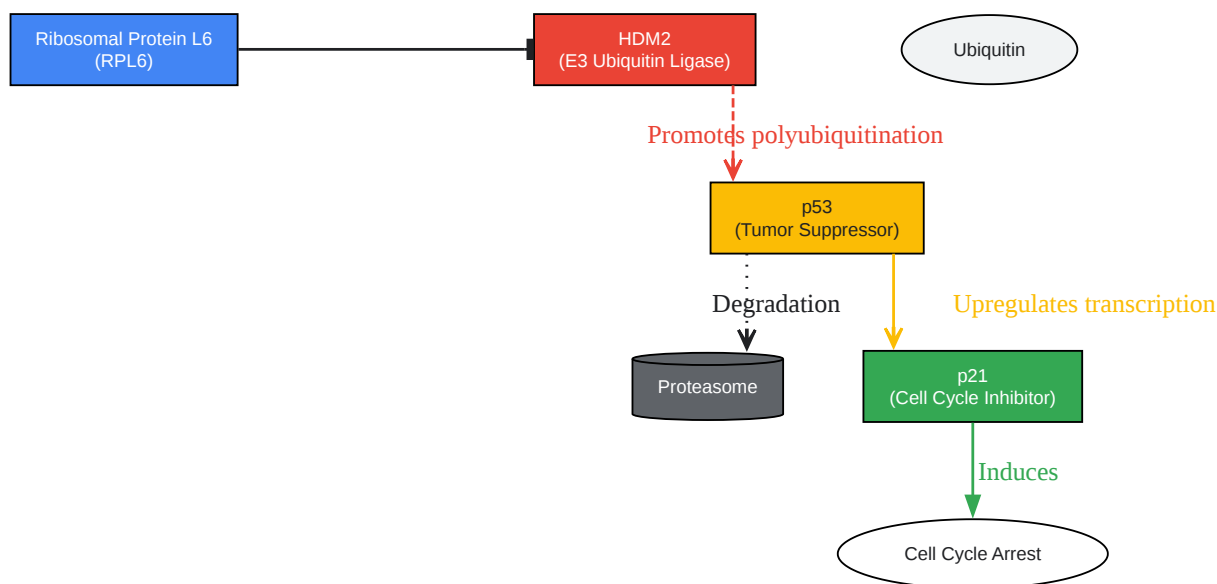 Ribosomal Protein L6
(RPL6)
HDM2
(E3 Ubiquitin Ligase)
Ubiquitin
Promotes polyubiquitination
p53
(Tumor Suppressor)
Degradation
Upregulates transcription
Proteasome
p21
(Cell Cycle Inhibitor)
Induces
Cell Cycle Arrest